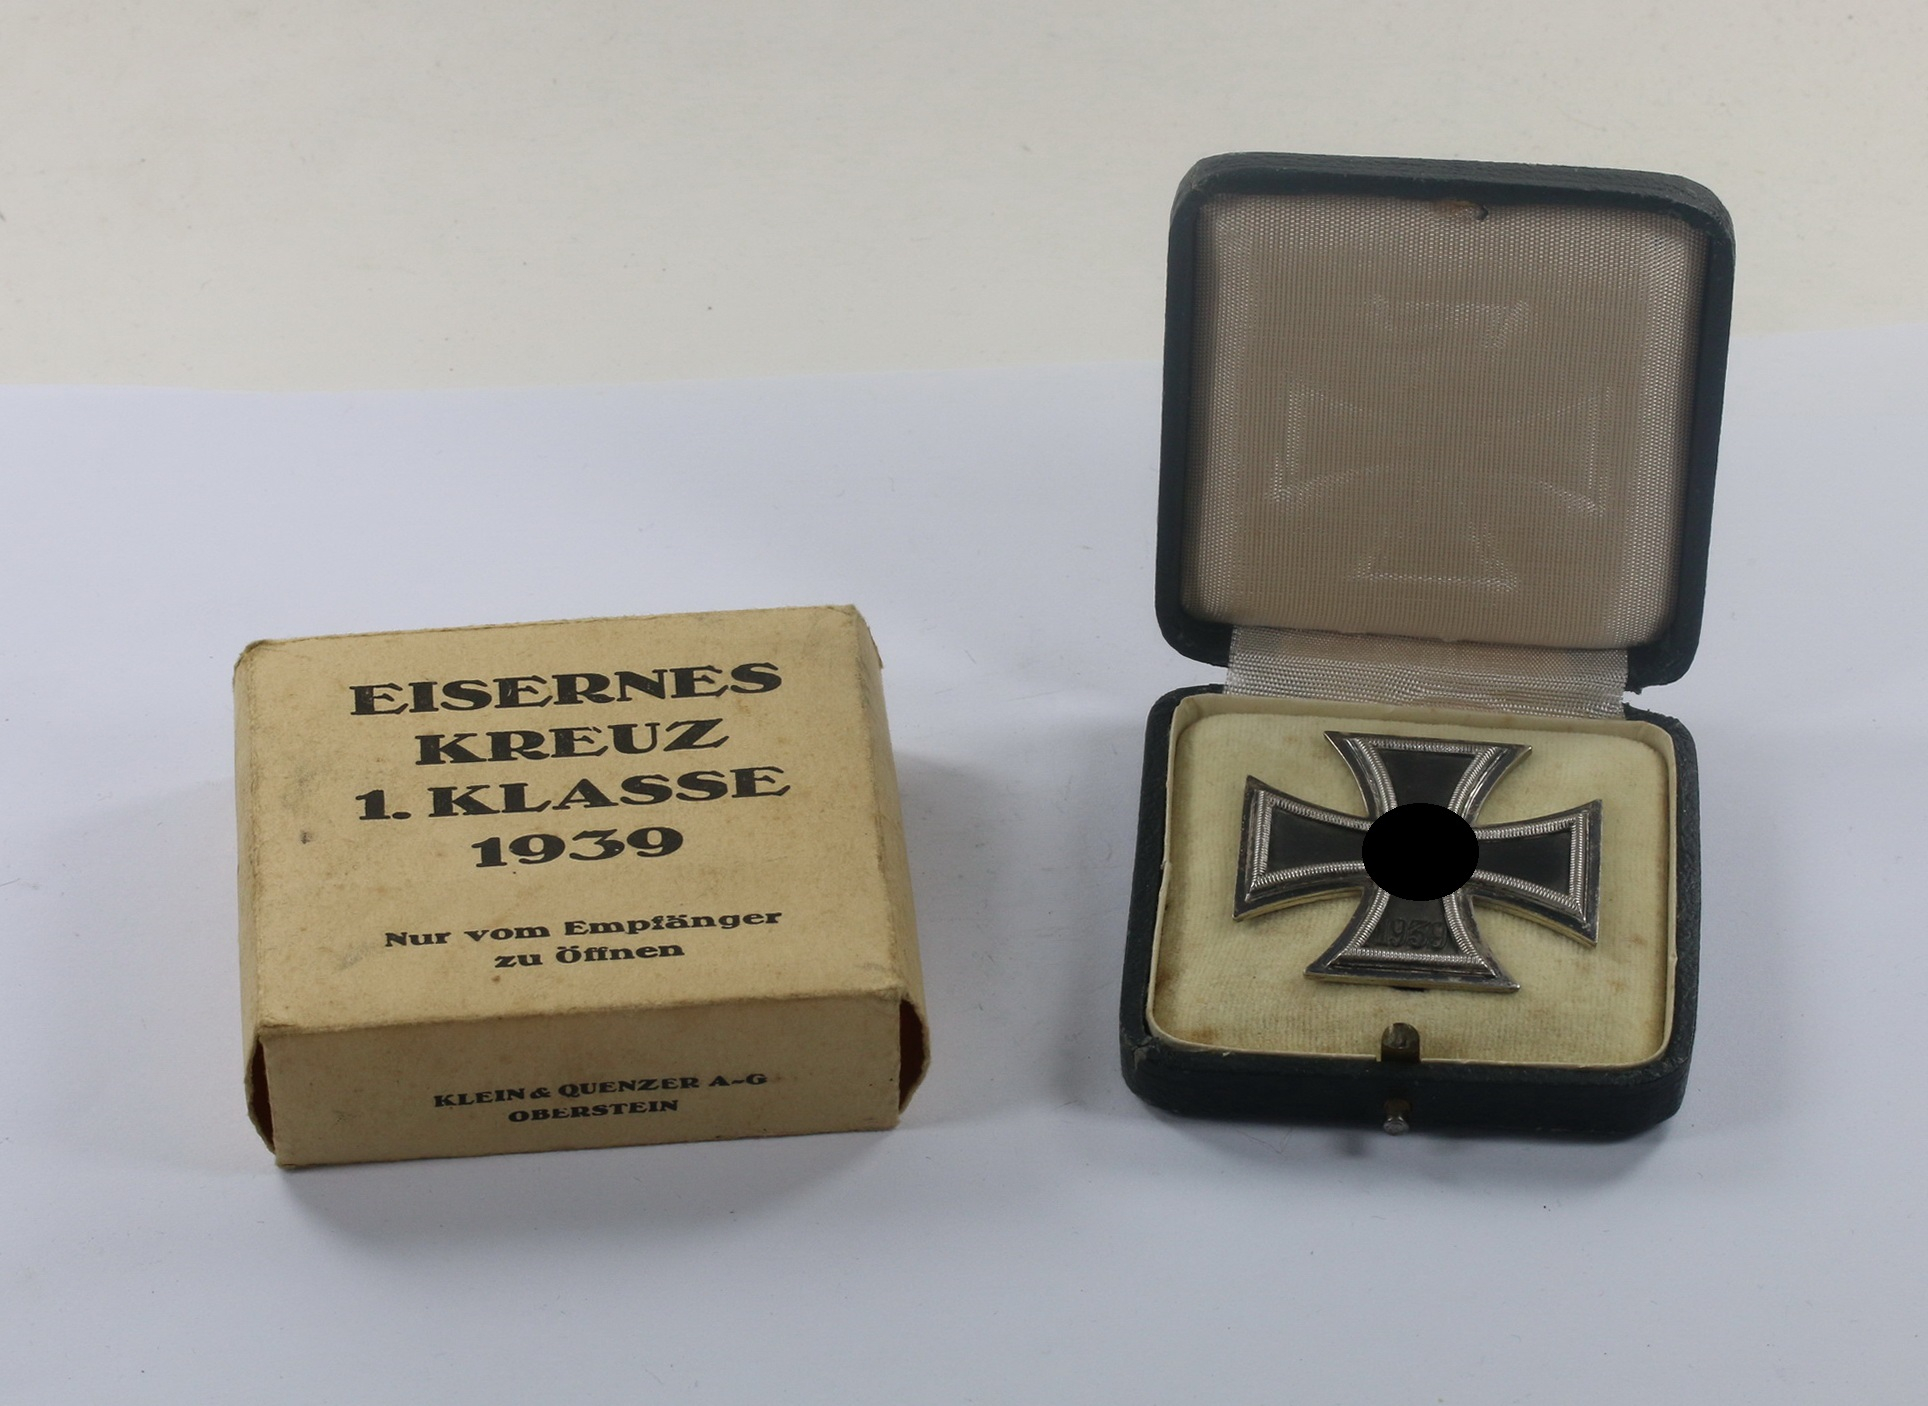 EISERNES
KREUZ
1. KLASSE
1939
Nur vom Empfänger
zu Öffnen
KLEIN & QUENZER A-G
OBERSTEIN
1939